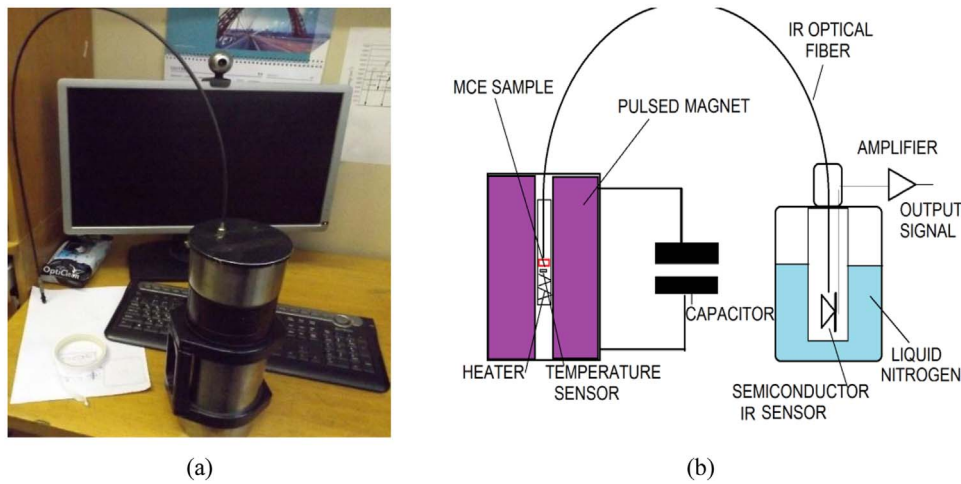 OptiClean
IR OPTICAL
FIBER
MCE SAMPLE
PULSED MAGNET
AMPLIFIER
OUTPUT
SIGNAL
CAPACITOR
HEATER
TEMPERATURE
SENSOR
LIQUID
NITROGEN
SEMICONDUCTOR
IR SENSOR
(a)
(b)